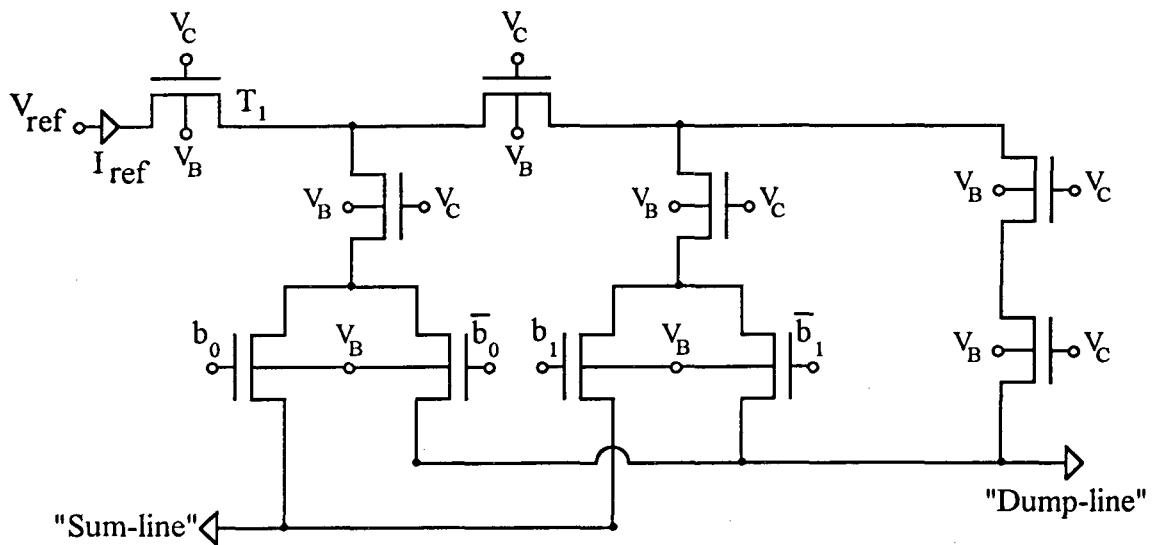 V_C V_C
V_ref T_1
I_ref V_B V_B
V_B V_C V_B V_C V_B V_C
b_0 V_B b̅_0 b_1 V_B b̅_1 V_B V_C
"Sum-line" "Dump-line"